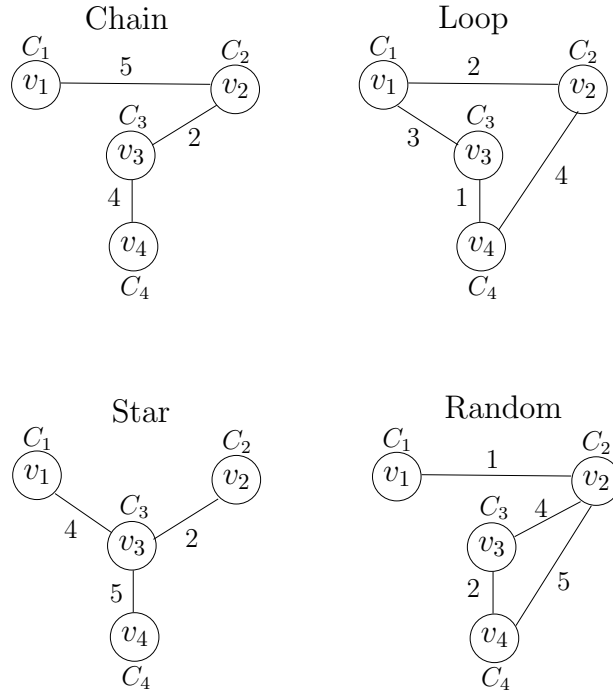 Chain
C₁
C₂
5
v₁
v₂
C₃
2
v₃
4
v₄
C₄
Loop
C₁
C₂
2
v₁
v₂
C₃
3
v₃
4
1
v₄
C₄
Star
C₁
C₂
v₁
v₂
C₃
4
2
v₃
5
v₄
C₄
Random
C₁
C₂
1
v₁
v₂
C₃
4
v₃
2
5
v₄
C₄